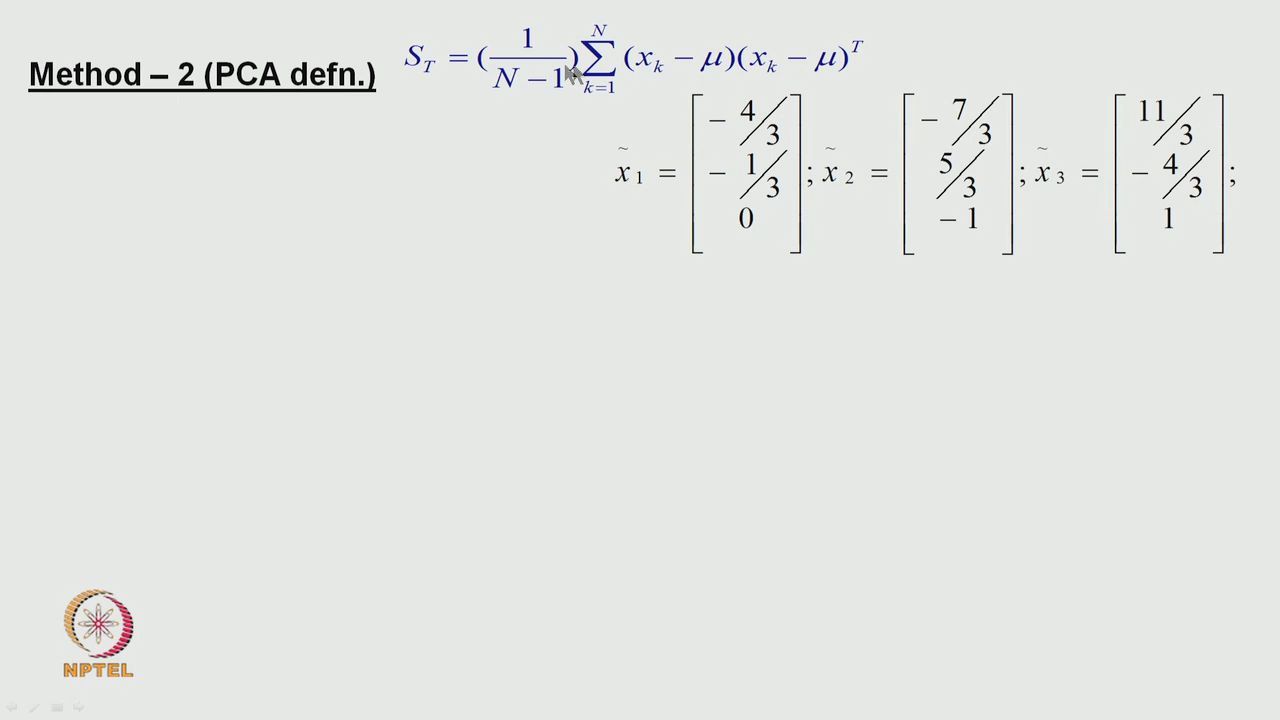 Method – 2 (PCA defn.)
S_T = (1/(N − 1)) ∑_{k=1}^{N} (x_k − μ)(x_k − μ)^T
x̃_1 = [ −4/3 ; −1/3 ; 0 ] ; x̃_2 = [ −7/3 ; 5/3 ; −1 ] ; x̃_3 = [ 11/3 ; −4/3 ; 1 ] ;
NPTEL